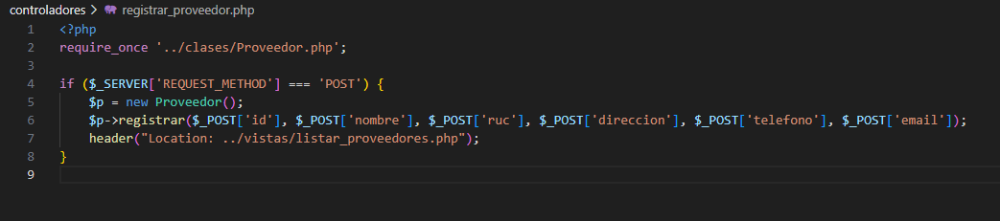 controladores > registrar_proveedor.php
1 <?php
2 require_once '../clases/Proveedor.php';
3
4 if ($_SERVER['REQUEST_METHOD'] === 'POST') {
5     $p = new Proveedor();
6     $p->registrar($_POST['id'], $_POST['nombre'], $_POST['ruc'], $_POST['direccion'], $_POST['telefono'], $_POST['email']);
7     header("Location: ../vistas/listar_proveedores.php");
8 }
9